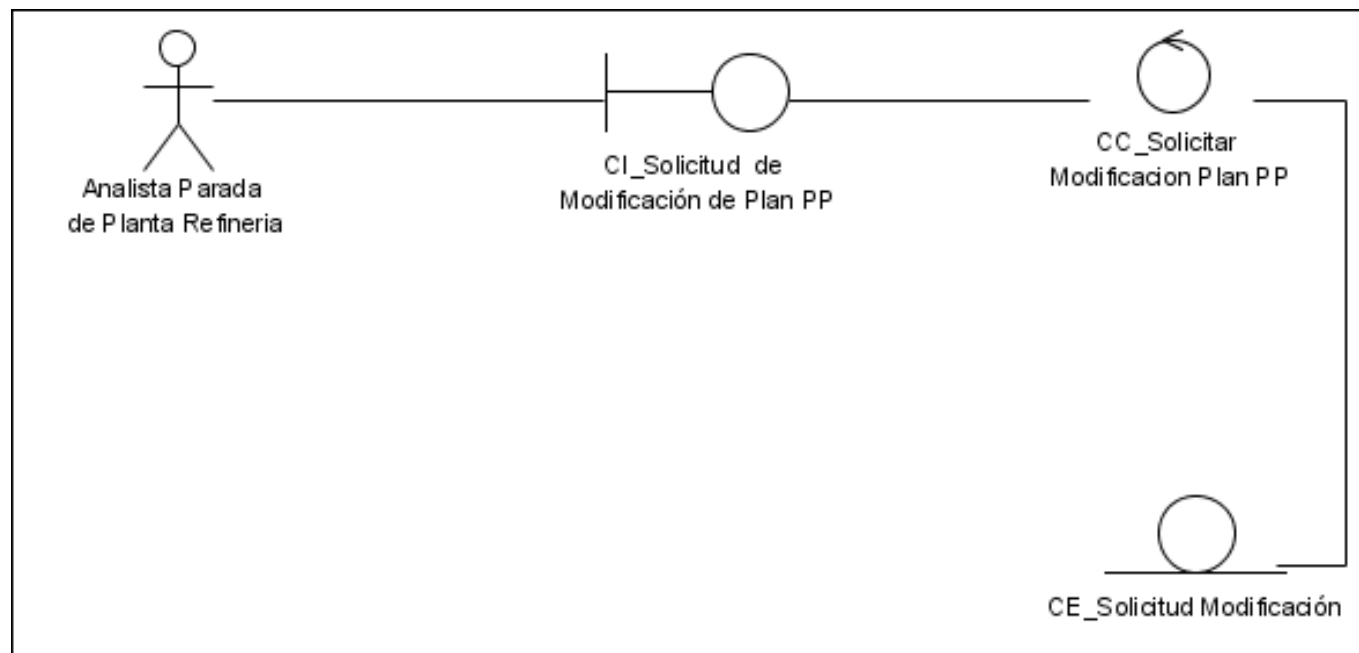 Analista Parada
de Planta Refineria
CI_Solicitud de
Modificación de Plan PP
CC_Solicitar
Modificacion Plan PP
CE_Solicitud Modificación